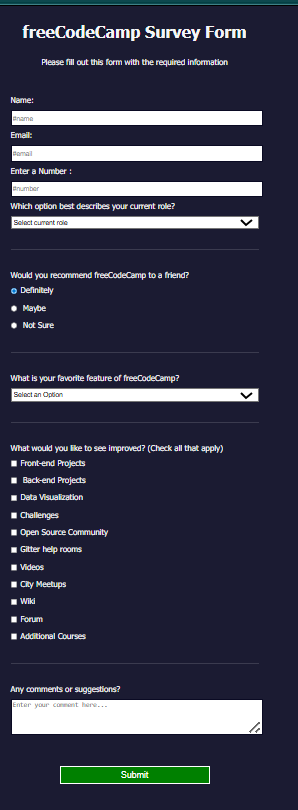 freeCodeCamp Survey Form
Please fill out this form with the required information
Name:
#name
Email:
#email
Enter a Number :
#number
Which option best describes your current role?
Select current role
Would you recommend freeCodeCamp to a friend?
Definitely
Maybe
Not Sure
What is your favorite feature of freeCodeCamp?
Select an Option
What would you like to see improved? (Check all that apply)
Front-end Projects
Back-end Projects
Data Visualization
Challenges
Open Source Community
Gitter help rooms
Videos
City Meetups
Wiki
Forum
Additional Courses
Any comments or suggestions?
Enter your comment here...
Submit